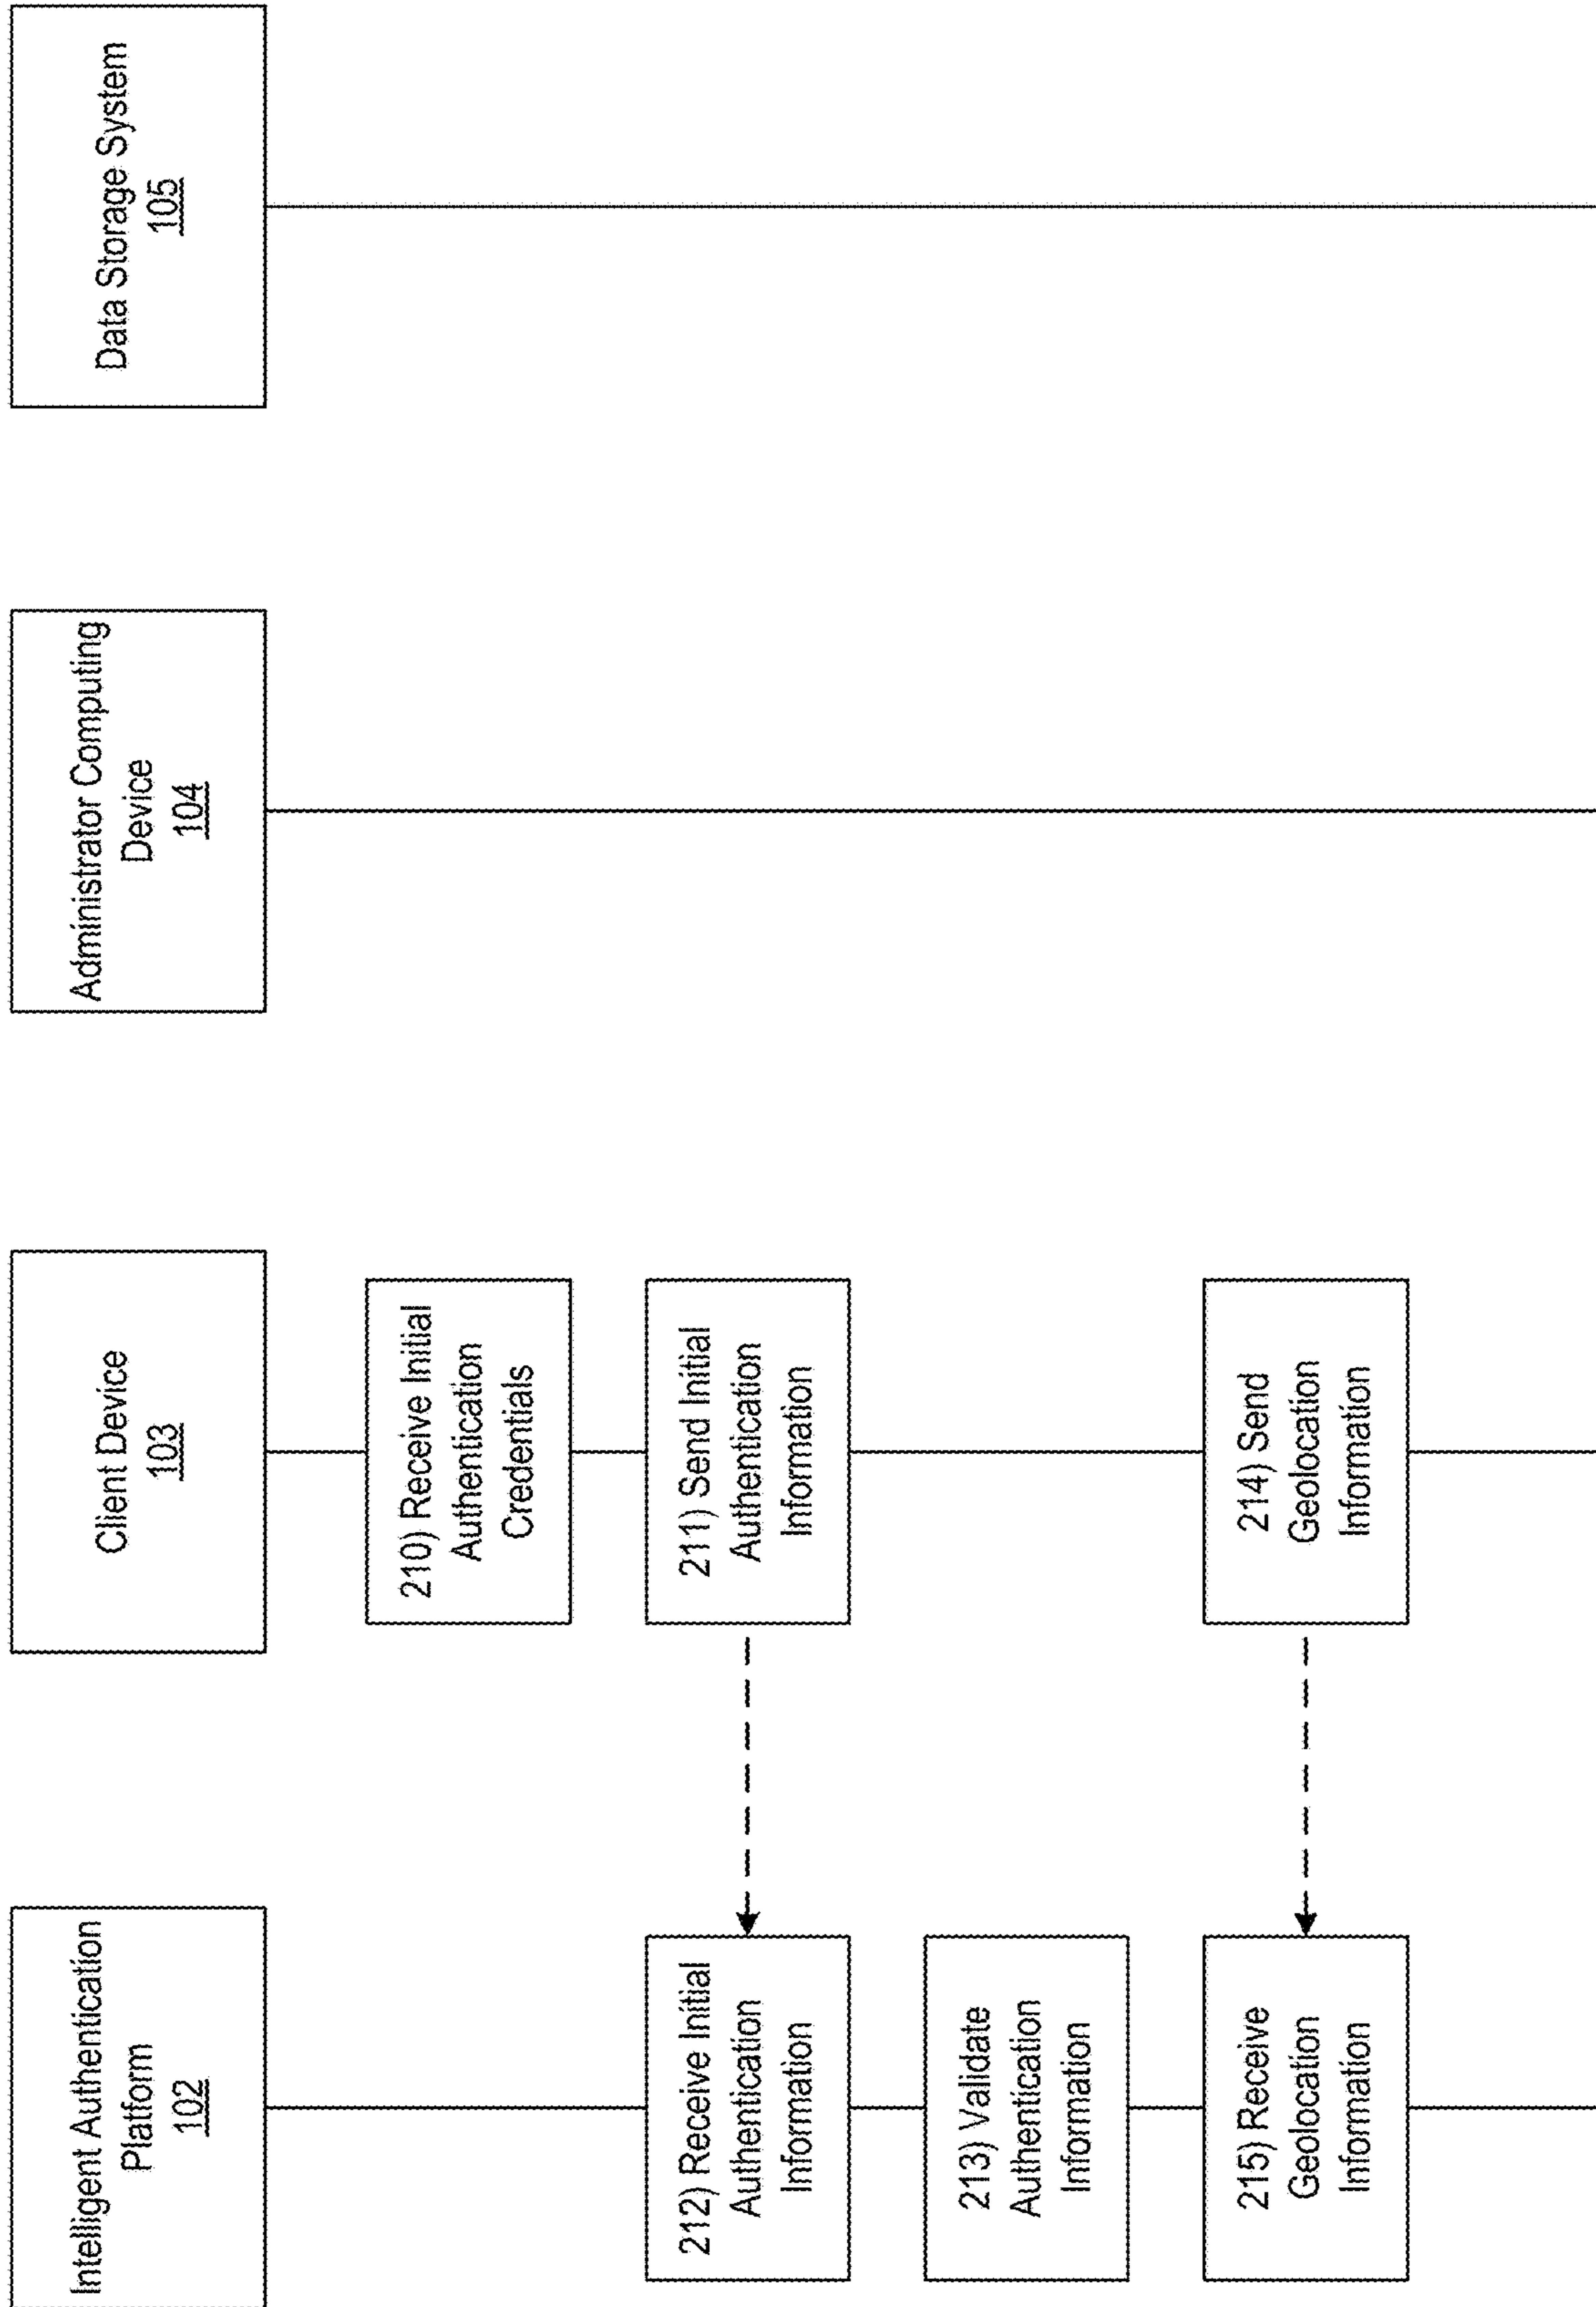 Intelligent Authentication
Platform
102
Client Device
103
Administrator Computing
Device
104
Data Storage System
105
210) Receive Initial
Authentication
Credentials
212) Receive Initial
Authentication
Information
211) Send Initial
Authentication
Information
213) Validate
Authentication
Information
215) Receive
Geolocation
Information
214) Send
Geolocation
Information